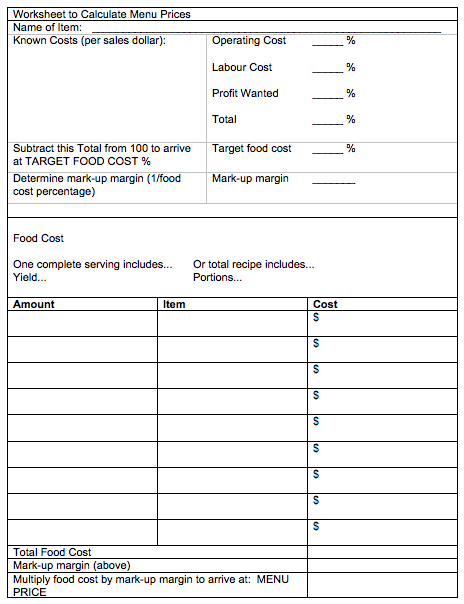 Worksheet to Calculate Menu Prices
Name of Item: ___________________________________________________________
Known Costs (per sales dollar): Operating Cost _____ %
Labour Cost _____ %
Profit Wanted _____ %
Total _____ %
Subtract this Total from 100 to arrive Target food cost _____ %
at TARGET FOOD COST %
Determine mark-up margin (1/food Mark-up margin _______
cost percentage)
Food Cost
One complete serving includes... Or total recipe includes...
Yield... Portions...
Amount Item Cost
$
$
$
$
$
$
$
$
$
Total Food Cost
Mark-up margin (above)
Multiply food cost by mark-up margin to arrive at: MENU
PRICE